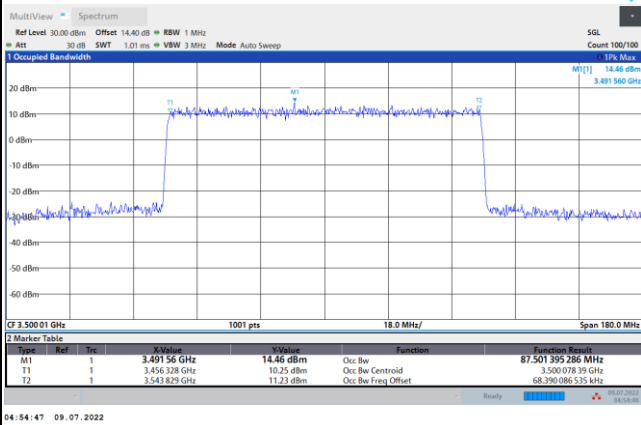 MultiView Spectrum
Ref Level 30.00 dBm Offset 14.40 dB RBW 1 MHz SGL
Att 30 dB SWT 1.01 ms VBW 3 MHz Mode Auto Sweep Count 100/100
1 Occupied Bandwidth 1Pk Max
M1[1] 14.46 dBm
3.491 560 GHz
20 dBm
M1
T1
T2
10 dBm
0 dBm
-10 dBm
-20 dBm
-30 dBm
-40 dBm
-50 dBm
-60 dBm
CF 3.500 01 GHz 1001 pts 18.0 MHz/ Span 180.0 MHz
2 Marker Table
Type Ref Trc X-Value Y-Value Function Function Result
M1 1 3.491 56 GHz 14.46 dBm Occ Bw 87.501 395 286 MHz
T1 1 3.456 328 GHz 10.25 dBm Occ Bw Centroid 3.500 078 39 GHz
T2 1 3.543 829 GHz 11.23 dBm Occ Bw Freq Offset 68.390 086 535 kHz
Ready 09.07.2022
04:54:46
04:54:47 09.07.2022